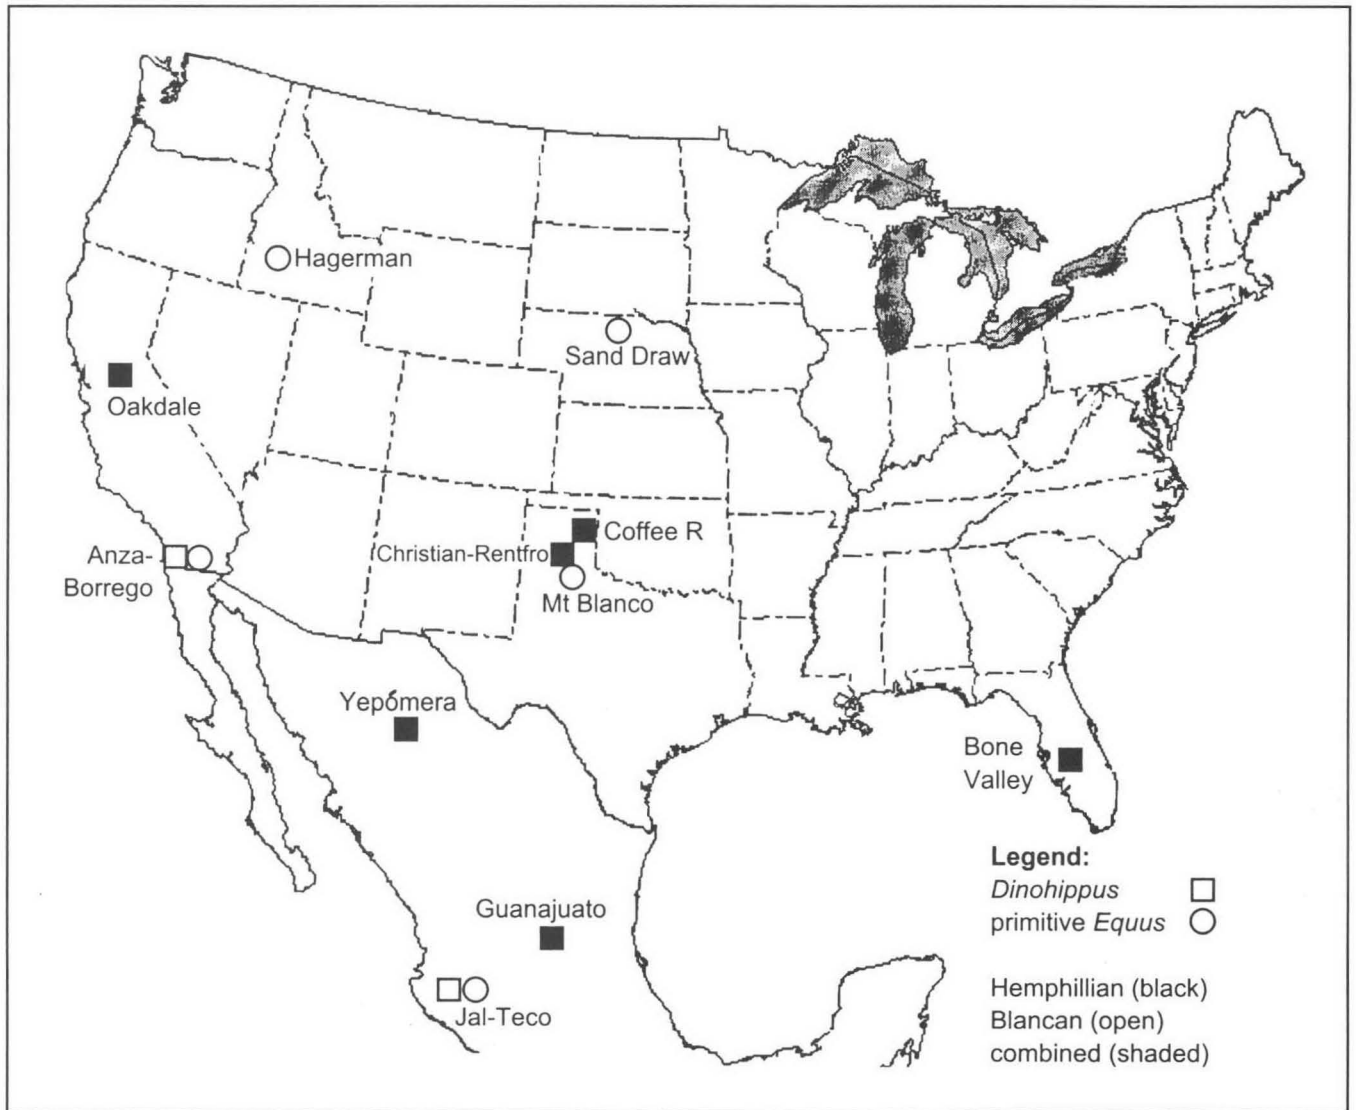 Hagerman
Sand Draw
Oakdale
Coffee R
Christian-Rentfro
Anza-
Borrego
Mt Blanco
Yepómera
Bone
Valley
Legend:
Dinohippus
primitive Equus
Guanajuato
Hemphillian (black)
Jal-Teco
Blancan (open)
combined (shaded)